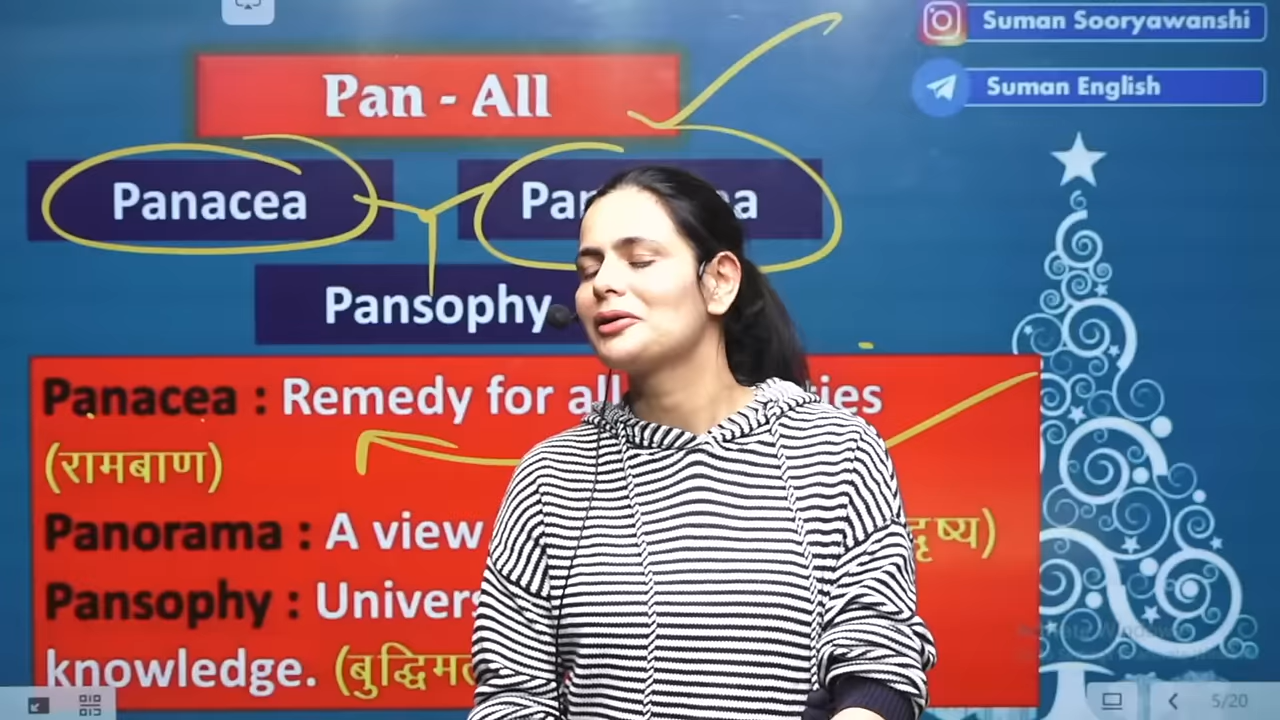 Suman Sooryawanshi
Suman English
Pan - All
Panacea
Pansophy
Panacea : Remedy for all
(रामबाण)
Panorama : A view
Pansophy :
knowledge.
5/20